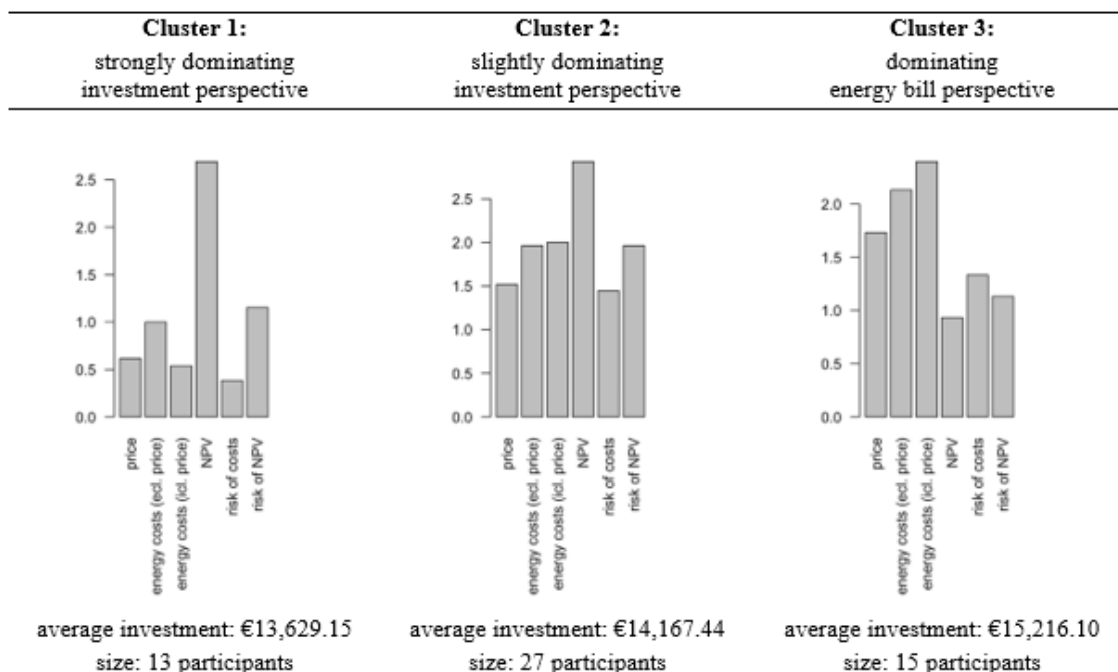 Cluster 1:
strongly dominating
investment perspective
Cluster 2:
slightly dominating
investment perspective
Cluster 3:
dominating
energy bill perspective
2.5
2.0
1.5
1.0
0.5
0.0
price
energy costs (ecl. price)
energy costs (icl. price)
NPV
risk of costs
risk of NPV
2.5
2.0
1.5
1.0
0.5
0.0
price
energy costs (ecl. price)
energy costs (icl. price)
NPV
risk of costs
risk of NPV
2.0
1.5
1.0
0.5
0.0
price
energy costs (ecl. price)
energy costs (icl. price)
NPV
risk of costs
risk of NPV
average investment: €13,629.15
size: 13 participants
average investment: €14,167.44
size: 27 participants
average investment: €15,216.10
size: 15 participants